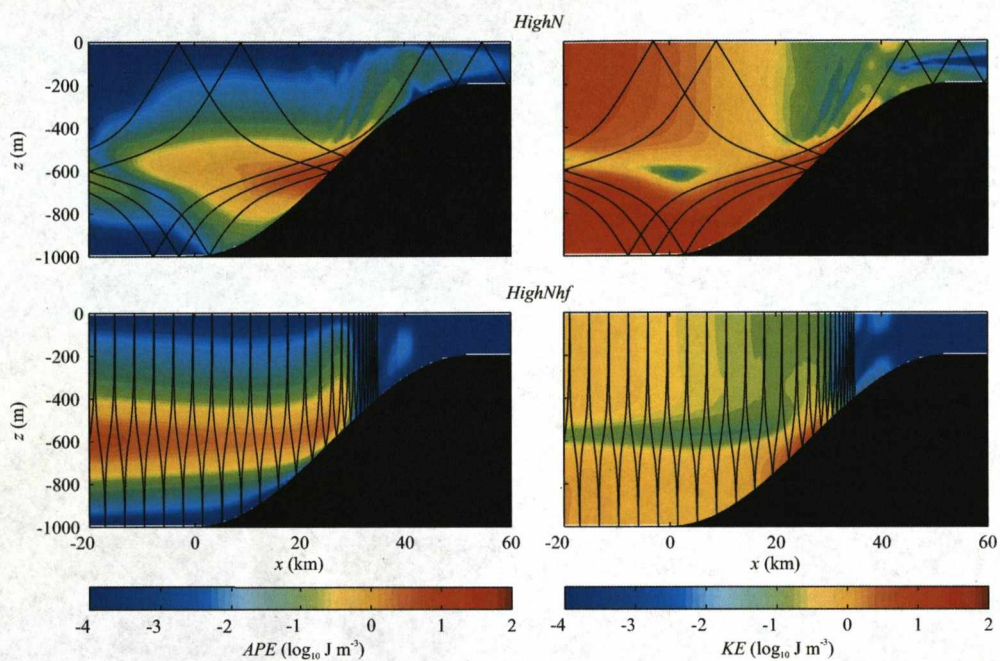 HighN
0
-200
-400
-600
-800
-1000
z (m)
HighNhf
0
-200
-400
-600
-800
-1000
z (m)
-20 0 20 40 60
x (km)
-20 0 20 40 60
x (km)
-4 -3 -2 -1 0 1 2
APE (log₁₀ J m⁻³)
-4 -3 -2 -1 0 1 2
KE (log₁₀ J m⁻³)